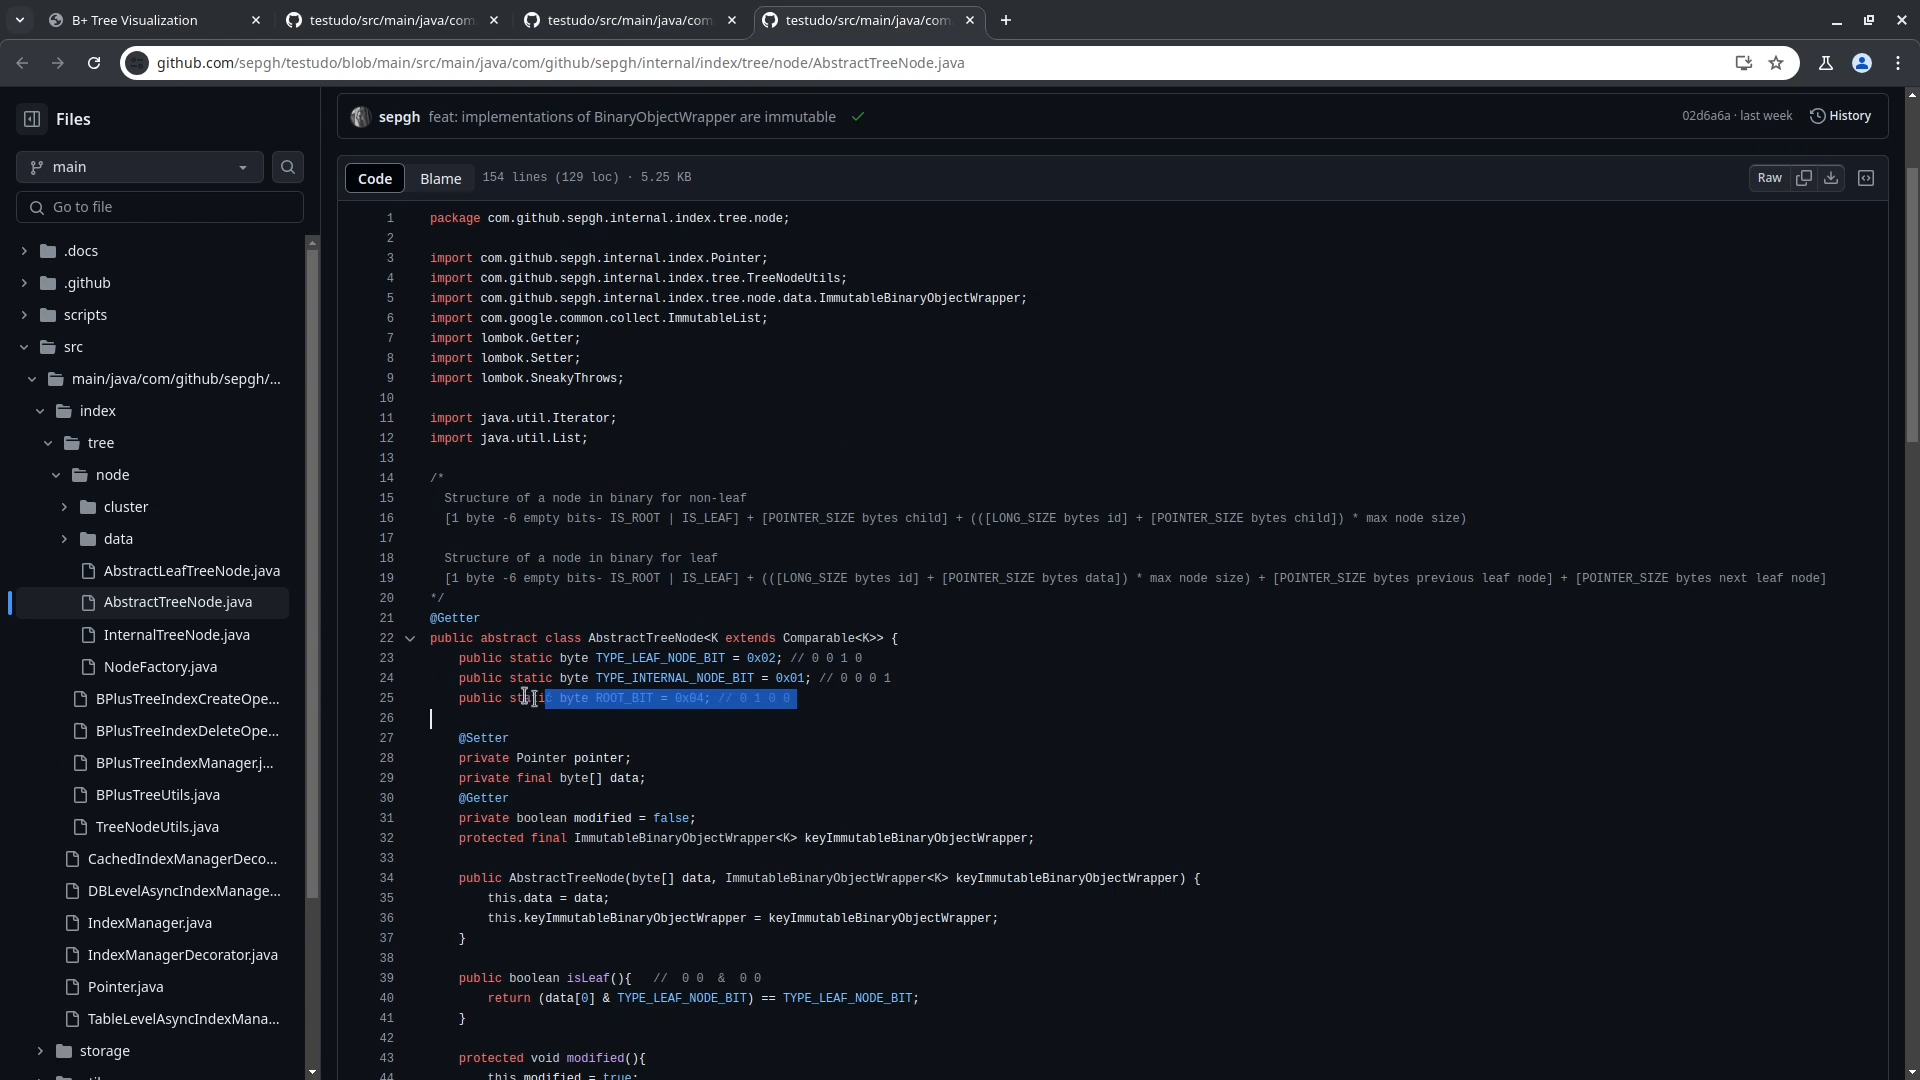 B+ Tree Visualization
testudo/src/main/java/com
testudo/src/main/java/com
testudo/src/main/java/com
github.com/sepgh/testudo/blob/main/src/main/java/com/github/sepgh/internal/index/tree/node/AbstractTreeNode.java
Files
main
Go to file
.docs
.github
scripts
src
main/java/com/github/sepgh/...
index
tree
node
cluster
data
AbstractLeafTreeNode.java
AbstractTreeNode.java
InternalTreeNode.java
NodeFactory.java
BPlusTreeIndexCreateOpe...
BPlusTreeIndexDeleteOpe...
BPlusTreeIndexManager.j...
BPlusTreeUtils.java
TreeNodeUtils.java
CachedIndexManagerDeco...
DBLevelAsyncIndexManage...
IndexManager.java
IndexManagerDecorator.java
Pointer.java
TableLevelAsyncIndexMana...
storage
sepgh feat: implementations of BinaryObjectWrapper are immutable
02d6a6a · last week History
Code Blame 154 lines (129 loc) · 5.25 KB
Raw
1 package com.github.sepgh.internal.index.tree.node;
2
3 import com.github.sepgh.internal.index.Pointer;
4 import com.github.sepgh.internal.index.tree.TreeNodeUtils;
5 import com.github.sepgh.internal.index.tree.node.data.ImmutableBinaryObjectWrapper;
6 import com.google.common.collect.ImmutableList;
7 import lombok.Getter;
8 import lombok.Setter;
9 import lombok.SneakyThrows;
10
11 import java.util.Iterator;
12 import java.util.List;
13
14 /*
15 Structure of a node in binary for non-leaf
16 [1 byte -6 empty bits- IS_ROOT | IS_LEAF] + [POINTER_SIZE bytes child] + (([LONG_SIZE bytes id] + [POINTER_SIZE bytes child]) * max node size)
17
18 Structure of a node in binary for leaf
19 [1 byte -6 empty bits- IS_ROOT | IS_LEAF] + (([LONG_SIZE bytes id] + [POINTER_SIZE bytes data]) * max node size) + [POINTER_SIZE bytes previous leaf node] + [POINTER_SIZE bytes next leaf node]
20 */
21 @Getter
22 public abstract class AbstractTreeNode<K extends Comparable<K>> {
23 public static byte TYPE_LEAF_NODE_BIT = 0x02; // 0 0 1 0
24 public static byte TYPE_INTERNAL_NODE_BIT = 0x01; // 0 0 0 1
25 public static byte ROOT_BIT = 0x04; // 0 1 0 0
26
27 @Setter
28 private Pointer pointer;
29 private final byte[] data;
30 @Getter
31 private boolean modified = false;
32 protected final ImmutableBinaryObjectWrapper<K> keyImmutableBinaryObjectWrapper;
33
34 public AbstractTreeNode(byte[] data, ImmutableBinaryObjectWrapper<K> keyImmutableBinaryObjectWrapper) {
35 this.data = data;
36 this.keyImmutableBinaryObjectWrapper = keyImmutableBinaryObjectWrapper;
37 }
38
39 public boolean isLeaf(){ // 0 0 & 0 0
40 return (data[0] & TYPE_LEAF_NODE_BIT) == TYPE_LEAF_NODE_BIT;
41 }
42
43 protected void modified(){
44 this.modified = true;